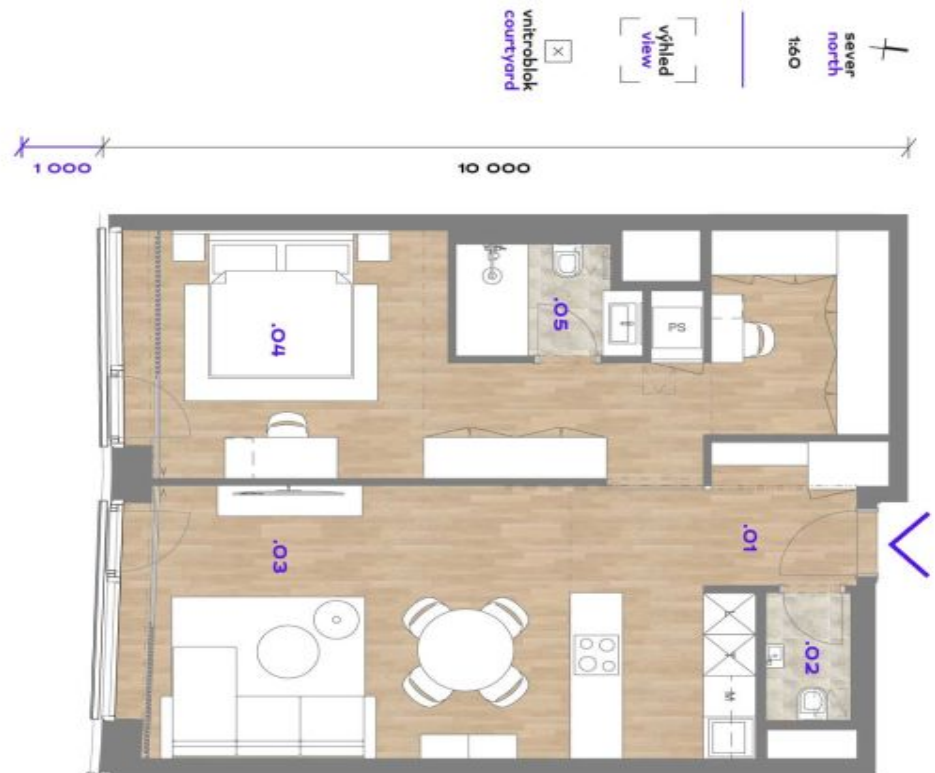 sever
north
1:60
výhled
view
vnitroblok
courtyard
1 000
10 000
.04
.05
PS
.03
.01
.02
L
F
M